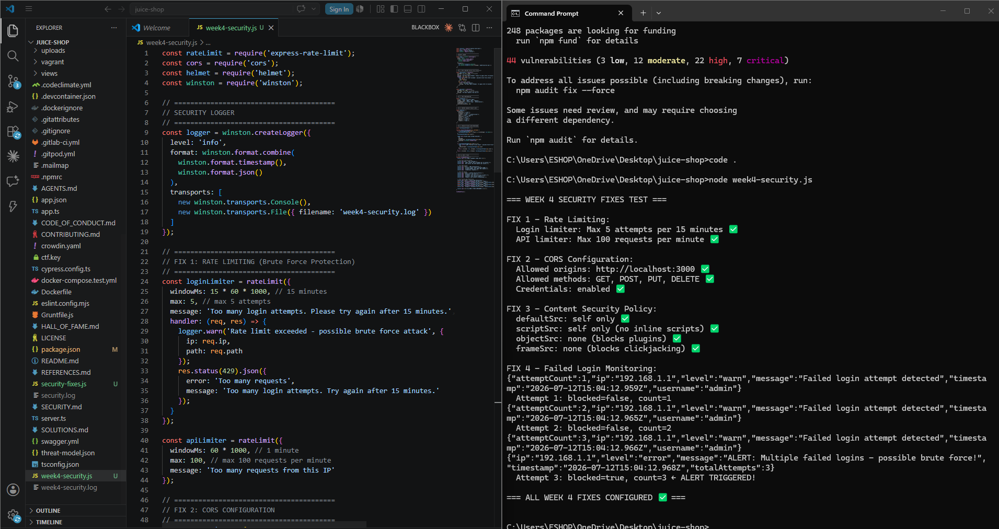 juice-shop
Sign In
EXPLORER
JUICE-SHOP
uploads
vagrant
views
.codeclimate.yml
.devcontainer.json
.dockerignore
.gitattributes
.gitignore
.gitlab-ci.yml
.gitpod.yml
.mailmap
.npmrc
AGENTS.md
app.json
TS app.ts
CODE_OF_CONDUCT.md
CONTRIBUTING.md
crowdin.yaml
ctf.key
TS cypress.config.ts
docker-compose.test.yml
Dockerfile
JS eslint.config.mjs
Gruntfile.js
HALL_OF_FAME.md
LICENSE
package.json M
README.md
REFERENCES.md
JS security-fixes.js U
security.log
SECURITY.md
TS server.ts
SOLUTIONS.md
swagger.yml
threat-model.json
tsconfig.json
JS week4-security.js U
week4-security.log
OUTLINE
TIMELINE
3
Welcome
JS week4-security.js U
BLACKBOX
JS week4-security.js > ...
1 const rateLimit = require('express-rate-limit');
2 const cors = require('cors');
3 const helmet = require('helmet');
4 const winston = require('winston');
5
6 // ========================================
7 // SECURITY LOGGER
8 // ========================================
9 const logger = winston.createLogger({
10 level: 'info',
11 format: winston.format.combine(
12 winston.format.timestamp(),
13 winston.format.json()
14 ),
15 transports: [
16 new winston.transports.Console(),
17 new winston.transports.File({ filename: 'week4-security.log' })
18 ]
19 });
20
21 // ========================================
22 // FIX 1: RATE LIMITING (Brute Force Protection)
23 // ========================================
24 const loginLimiter = rateLimit({
25 windowMs: 15 * 60 * 1000, // 15 minutes
26 max: 5, // max 5 attempts
27 message: 'Too many login attempts. Please try again after 15 minutes.',
28 handler: (req, res) => {
29 logger.warn('Rate limit exceeded - possible brute force attack', {
30 ip: req.ip,
31 path: req.path
32 });
33 res.status(429).json({
34 error: 'Too many requests',
35 message: 'Too many login attempts. Try again after 15 minutes.'
36 });
37 }
38 });
39
40 const apiLimiter = rateLimit({
41 windowMs: 60 * 1000, // 1 minute
42 max: 100, // max 100 requests per minute
43 message: 'Too many requests from this IP'
44 });
45
46 // ========================================
47 // FIX 2: CORS CONFIGURATION
48 // ========================================
Command Prompt
248 packages are looking for funding
run `npm fund` for details
44 vulnerabilities (3 low, 12 moderate, 22 high, 7 critical)
To address all issues possible (including breaking changes), run:
npm audit fix --force
Some issues need review, and may require choosing
a different dependency.
Run `npm audit` for details.
C:\Users\ESHOP\OneDrive\Desktop\juice-shop>code .
C:\Users\ESHOP\OneDrive\Desktop\juice-shop>node week4-security.js
=== WEEK 4 SECURITY FIXES TEST ===
FIX 1 - Rate Limiting:
Login limiter: Max 5 attempts per 15 minutes ✅
API limiter: Max 100 requests per minute ✅
FIX 2 - CORS Configuration:
Allowed origins: http://localhost:3000 ✅
Allowed methods: GET, POST, PUT, DELETE ✅
Credentials: enabled ✅
FIX 3 - Content Security Policy:
defaultSrc: self only ✅
scriptSrc: self only (no inline scripts) ✅
objectSrc: none (blocks plugins) ✅
frameSrc: none (blocks clickjacking) ✅
FIX 4 - Failed Login Monitoring:
{"attemptCount":1,"ip":"192.168.1.1","level":"warn","message":"Failed login attempt detected","timesta
mp":"2026-07-12T15:04:12.959Z","username":"admin"}
Attempt 1: blocked=false, count=1
{"attemptCount":2,"ip":"192.168.1.1","level":"warn","message":"Failed login attempt detected","timesta
mp":"2026-07-12T15:04:12.965Z","username":"admin"}
Attempt 2: blocked=false, count=2
{"attemptCount":3,"ip":"192.168.1.1","level":"warn","message":"Failed login attempt detected","timesta
mp":"2026-07-12T15:04:12.966Z","username":"admin"}
{"ip":"192.168.1.1","level":"error","message":"ALERT: Multiple failed logins - possible brute force!",
"timestamp":"2026-07-12T15:04:12.968Z","totalAttempts":3}
Attempt 3: blocked=true, count=3 ← ALERT TRIGGERED!
=== ALL WEEK 4 FIXES CONFIGURED ✅ ===
C:\Users\ESHOP\OneDrive\Desktop\juice-shop>